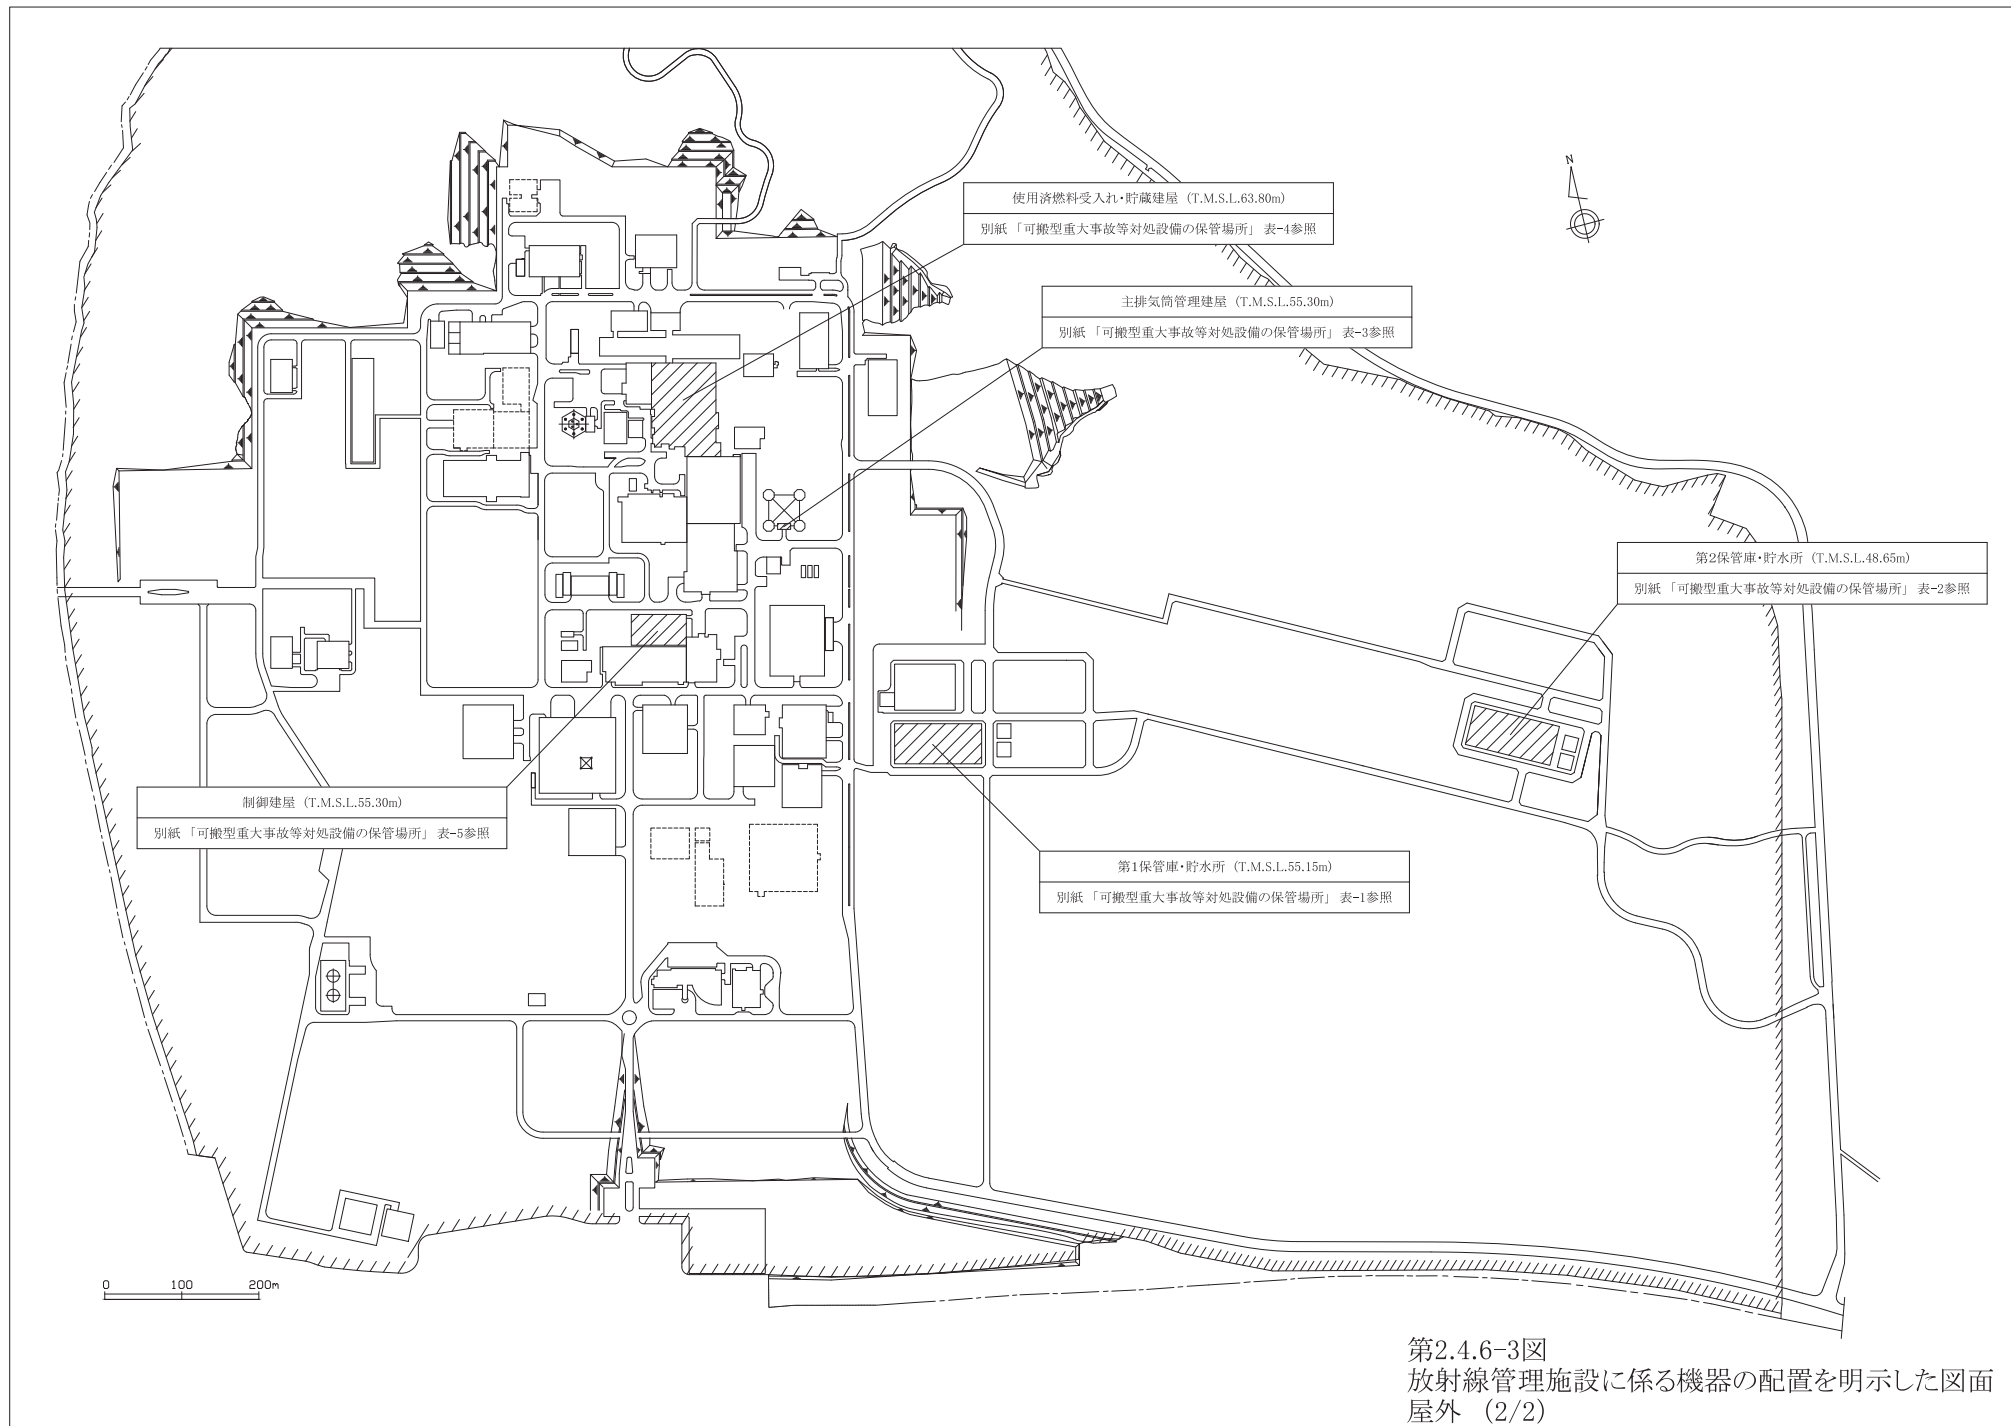 N
使用済燃料受入れ・貯蔵建屋 (T.M.S.L.63.80m)
別紙 「可搬型重大事故等対処設備の保管場所」 表-4参照
主排気筒管理建屋 (T.M.S.L.55.30m)
別紙 「可搬型重大事故等対処設備の保管場所」 表-3参照
第2保管庫・貯水所 (T.M.S.L.48.65m)
別紙 「可搬型重大事故等対処設備の保管場所」 表-2参照
制御建屋 (T.M.S.L.55.30m)
別紙 「可搬型重大事故等対処設備の保管場所」 表-5参照
第1保管庫・貯水所 (T.M.S.L.55.15m)
別紙 「可搬型重大事故等対処設備の保管場所」 表-1参照
0 100 200m
第2.4.6-3図
放射線管理施設に係る機器の配置を明示した図面
屋外 (2/2)